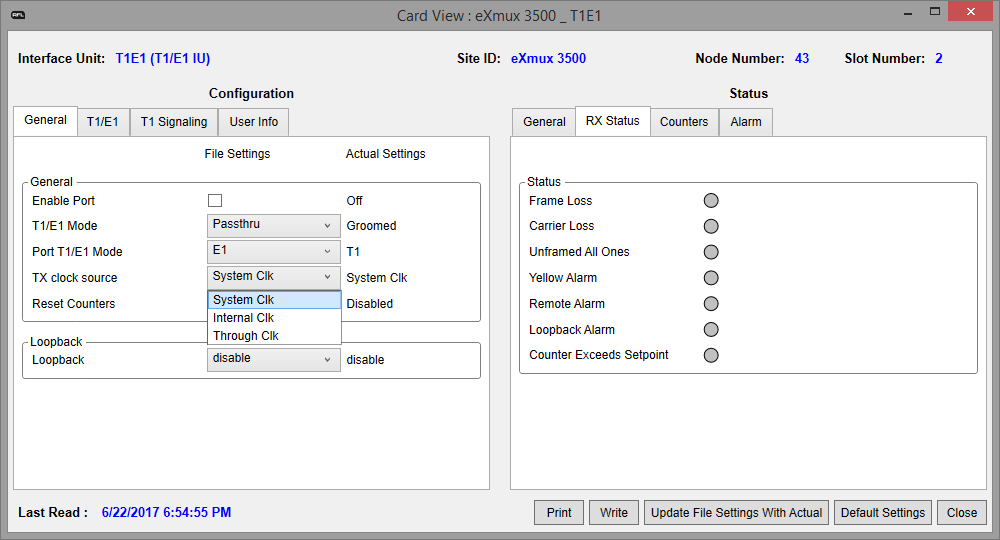 AFL
Card View : eXmux 3500 _ T1E1
Interface Unit: T1E1 (T1/E1 IU) Site ID: eXmux 3500 Node Number: 43 Slot Number: 2
Configuration
General T1/E1 T1 Signaling User Info
File Settings Actual Settings
General
Enable Port Off
T1/E1 Mode Passthru Groomed
Port T1/E1 Mode E1 T1
TX clock source System Clk System Clk
System Clk
Reset Counters Disabled
Internal Clk
Through Clk
Loopback
Loopback disable disable
Status
General RX Status Counters Alarm
Status
Frame Loss
Carrier Loss
Unframed All Ones
Yellow Alarm
Remote Alarm
Loopback Alarm
Counter Exceeds Setpoint
Last Read : 6/22/2017 6:54:55 PM
Print Write Update File Settings With Actual Default Settings Close